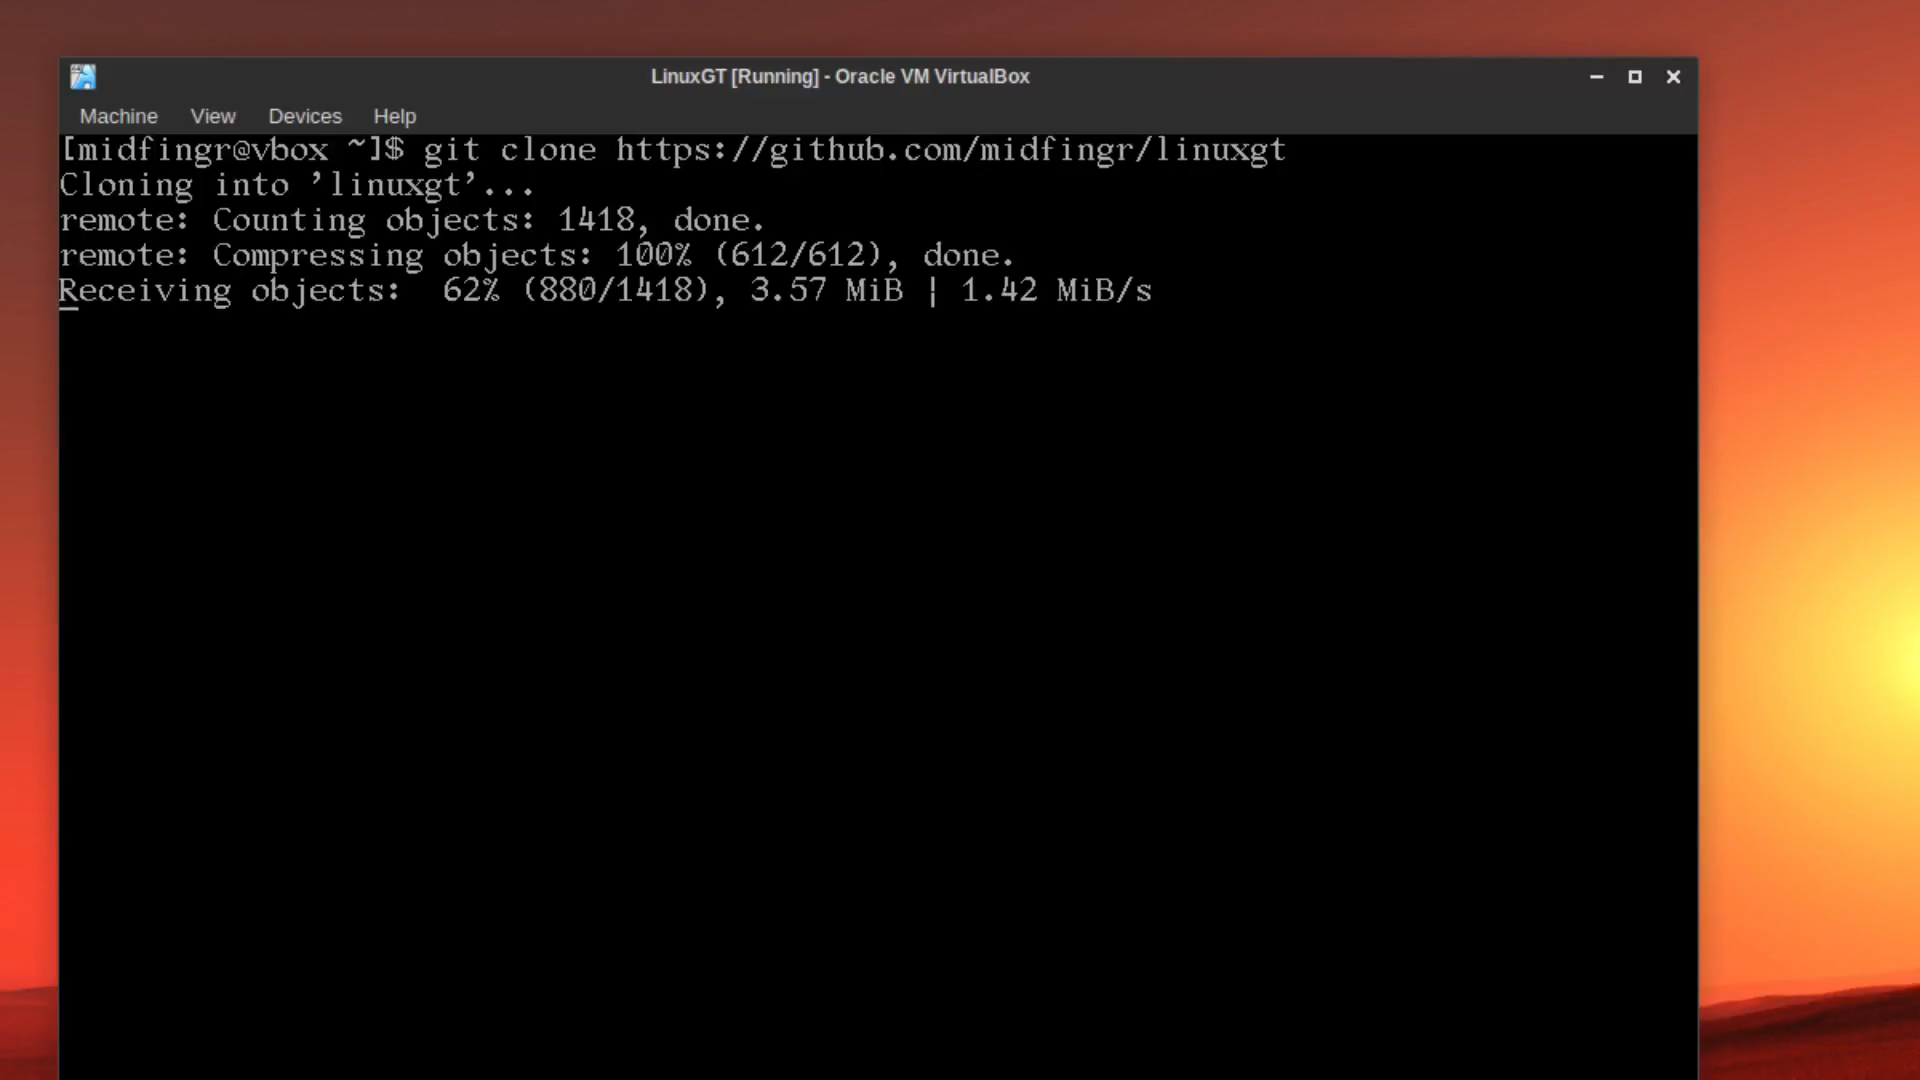 LinuxGT [Running] - Oracle VM VirtualBox
Machine View Devices Help
[midfingr@vbox ~]$ git clone https://github.com/midfingr/linuxgt
Cloning into 'linuxgt'...
remote: Counting objects: 1418, done.
remote: Compressing objects: 100% (612/612), done.
Receiving objects:  62% (880/1418), 3.57 MiB | 1.42 MiB/s